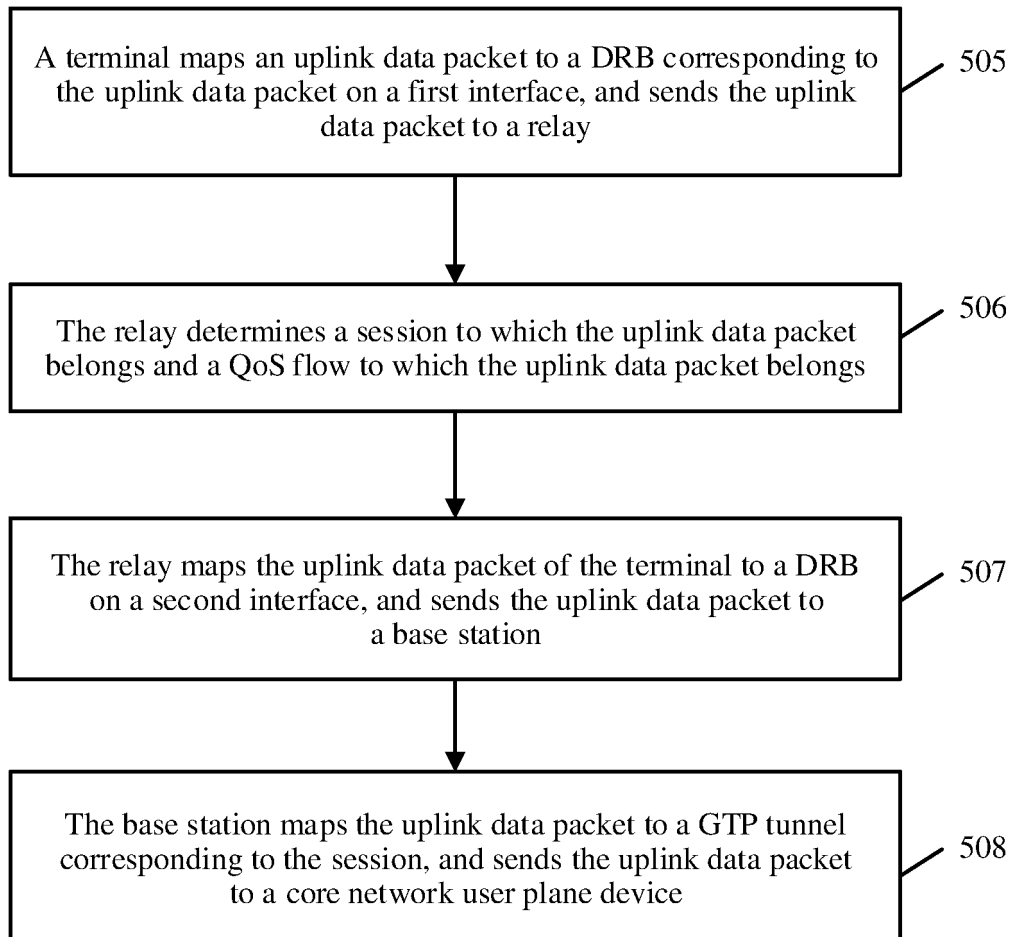 A terminal maps an uplink data packet to a DRB corresponding to
the uplink data packet on a first interface, and sends the uplink
data packet to a relay
505
The relay determines a session to which the uplink data packet
belongs and a QoS flow to which the uplink data packet belongs
506
The relay maps the uplink data packet of the terminal to a DRB
on a second interface, and sends the uplink data packet to
a base station
507
The base station maps the uplink data packet to a GTP tunnel
corresponding to the session, and sends the uplink data packet
to a core network user plane device
508